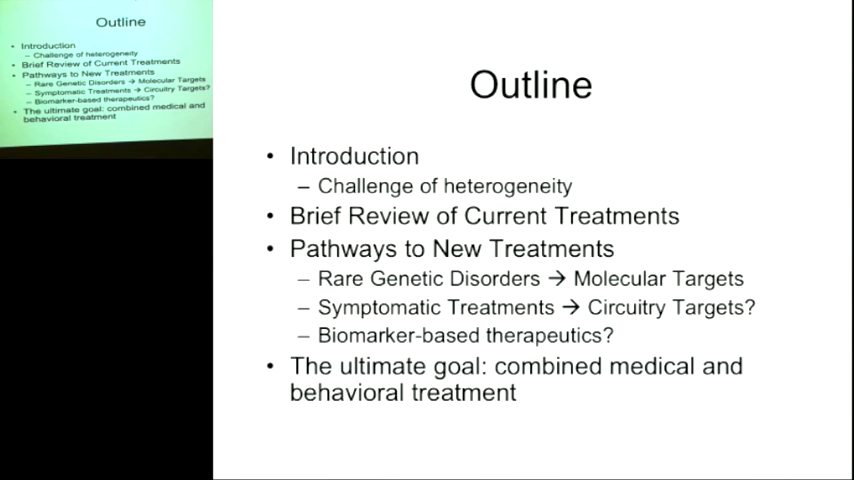 Outline
• Introduction
– Challenge of heterogeneity
• Brief Review of Current Treatments
• Pathways to New Treatments
– Rare Genetic Disorders → Molecular Targets
– Symptomatic Treatments → Circuitry Targets?
– Biomarker-based therapeutics?
• The ultimate goal: combined medical and
behavioral treatment
Outline
• Introduction
– Challenge of heterogeneity
• Brief Review of Current Treatments
• Pathways to New Treatments
– Rare Genetic Disorders → Molecular Targets
– Symptomatic Treatments → Circuitry Targets?
– Biomarker-based therapeutics?
• The ultimate goal: combined medical and
behavioral treatment